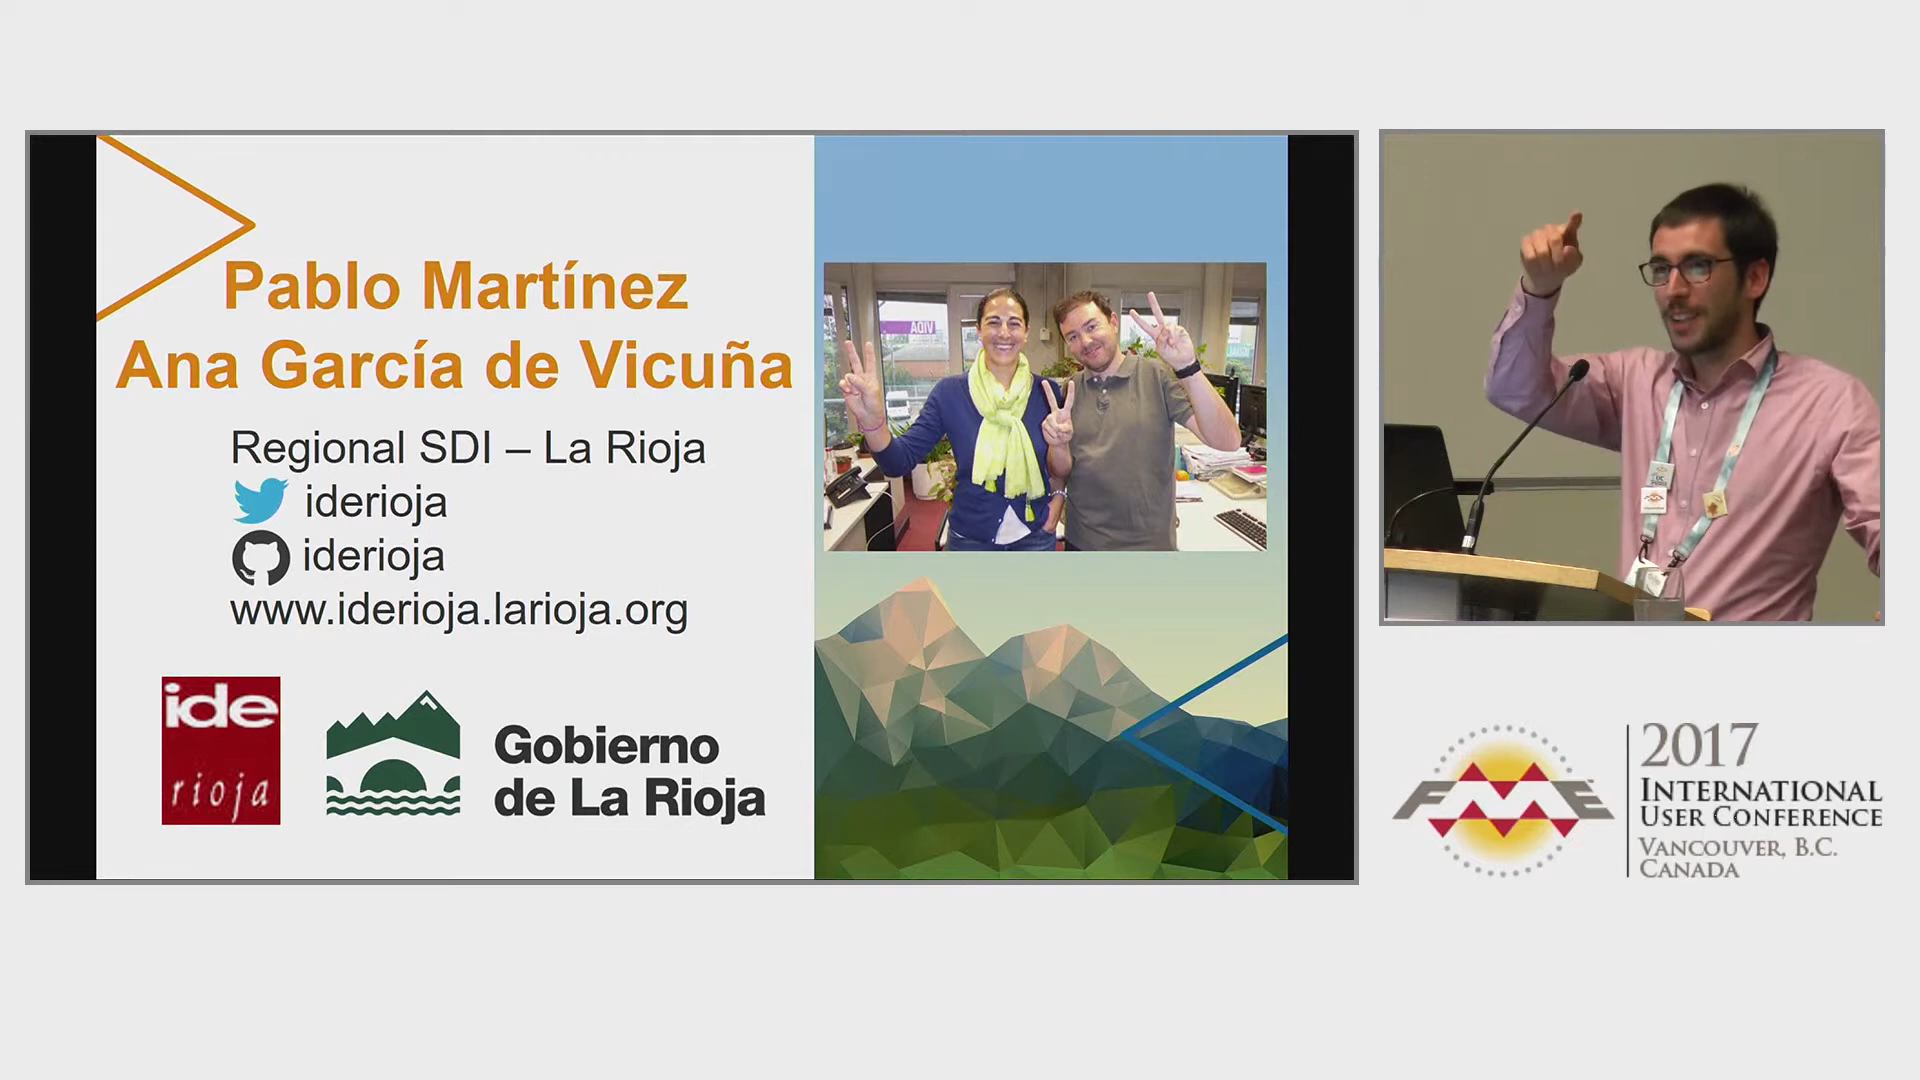 Pablo Martínez
Ana García de Vicuña
Regional SDI – La Rioja
iderioja
iderioja
www.iderioja.larioja.org
ide
rioja
Gobierno
de La Rioja
FME
2017
INTERNATIONAL
USER CONFERENCE
VANCOUVER, B.C.
CANADA